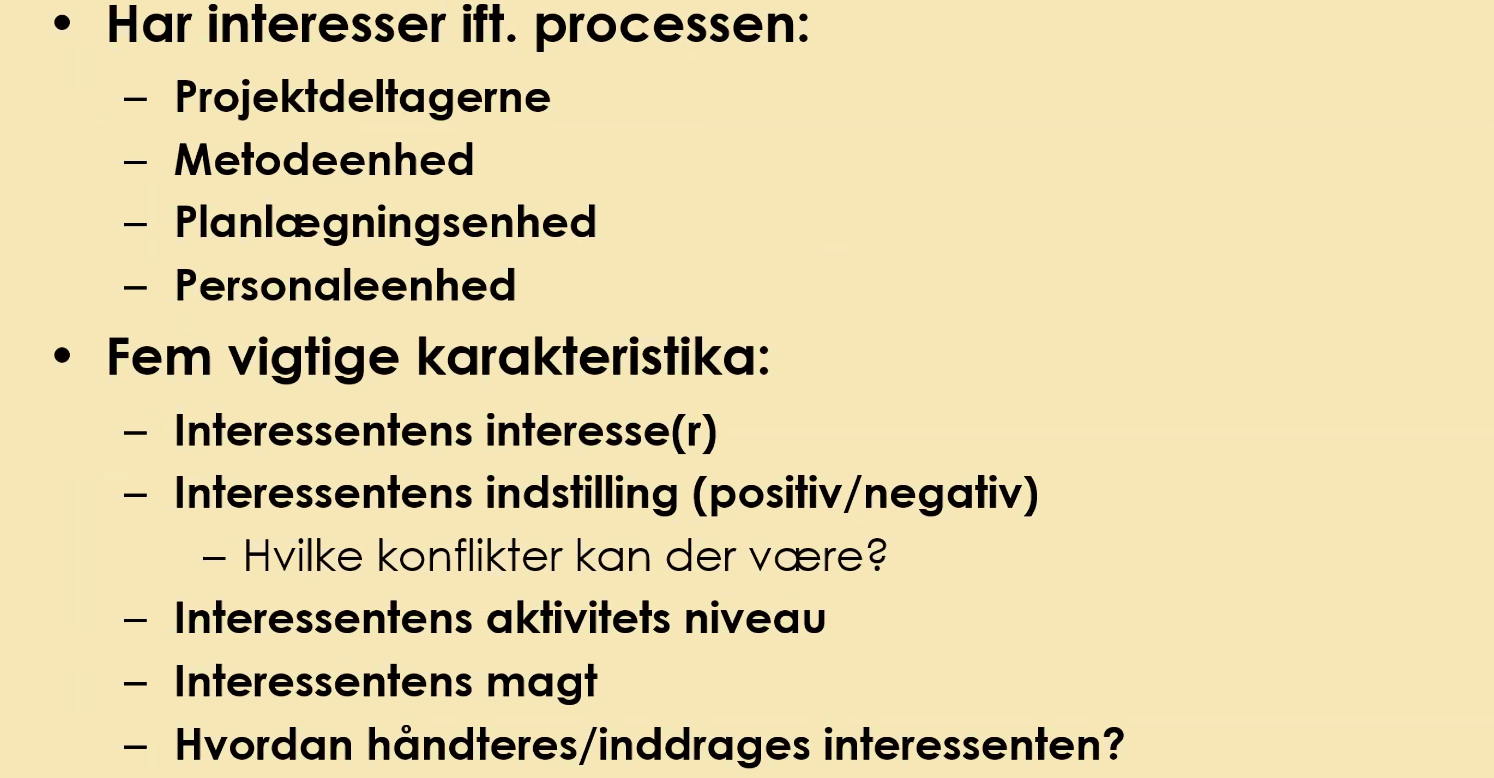 • Har interesser ift. processen:
– Projektdeltagerne
– Metodeenhed
– Planlægningsenhed
– Personaleenhed
• Fem vigtige karakteristika:
– Interessentens interesse(r)
– Interessentens indstilling (positiv/negativ)
– Hvilke konflikter kan der være?
– Interessentens aktivitets niveau
– Interessentens magt
– Hvordan håndteres/inddrages interessenten?